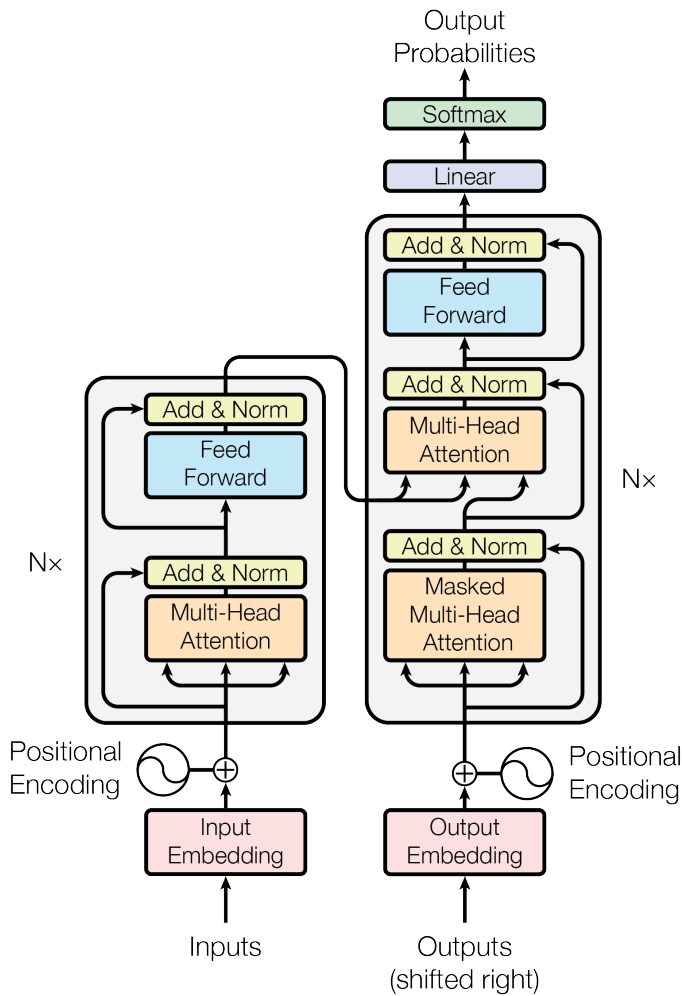 Output
Probabilities
Softmax
Linear
Add & Norm
Feed
Forward
Add & Norm
Multi-Head
Attention
Add & Norm
Masked
Multi-Head
Attention
Nx
Positional
Encoding
Output
Embedding
Outputs
(shifted right)
Add & Norm
Feed
Forward
Add & Norm
Multi-Head
Attention
Nx
Positional
Encoding
Input
Embedding
Inputs